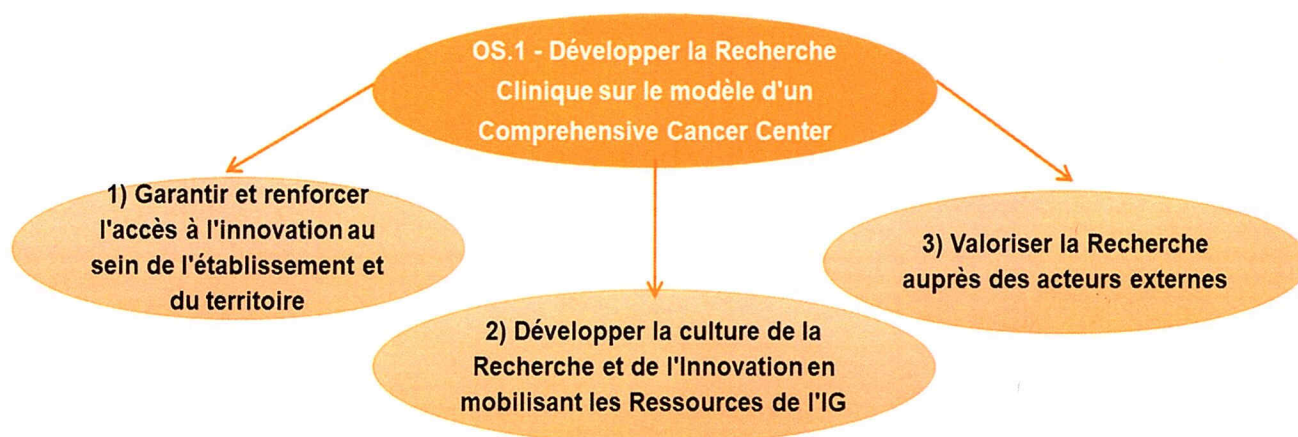 OS.1 - Développer la Recherche
Clinique sur le modèle d'un
Comprehensive Cancer Center
1) Garantir et renforcer
l'accès à l'innovation au
sein de l'établissement et
du territoire
2) Développer la culture de la
Recherche et de l'Innovation en
mobilisant les Ressources de l'IG
3) Valoriser la Recherche
auprès des acteurs externes